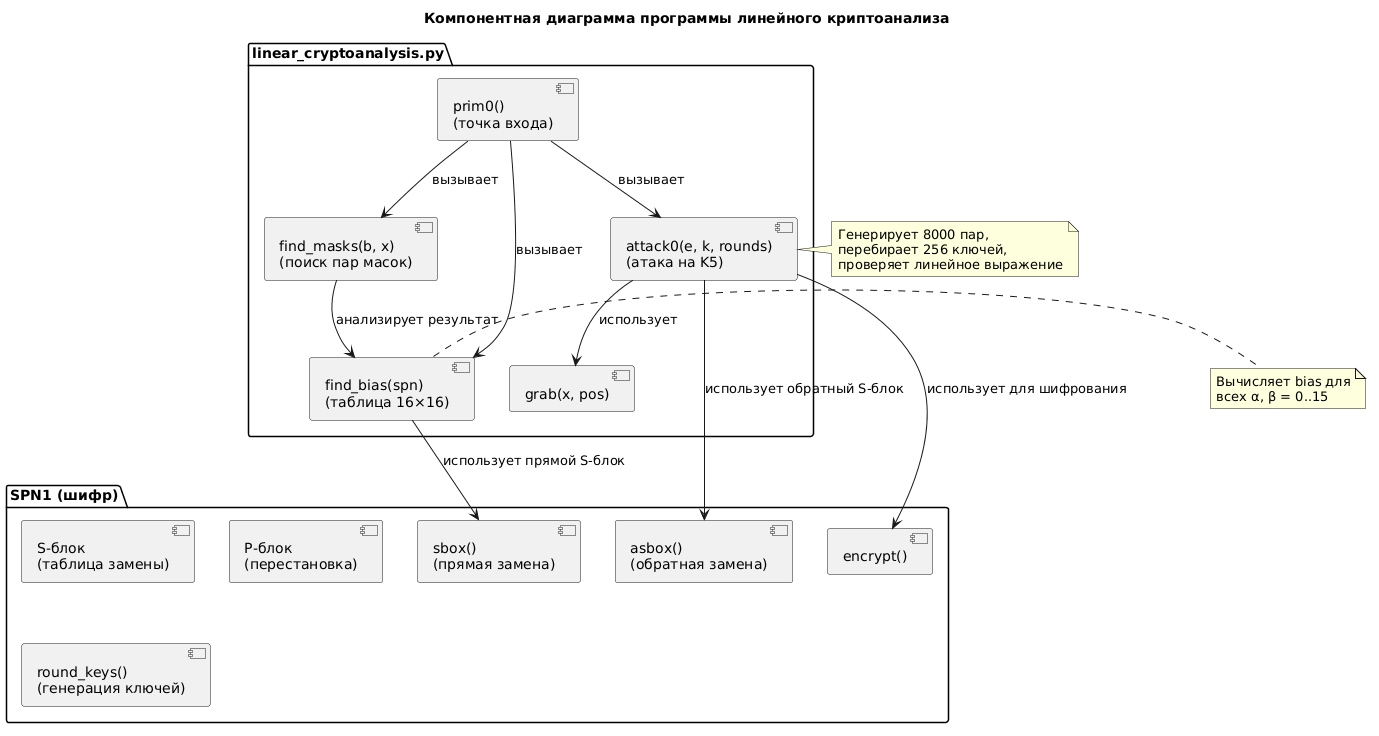 Компонентная диаграмма программы линейного криптоанализа
linear_cryptoanalysis.py
prim0()
(точка входа)
вызывает
вызывает
find_masks(b, x)
(поиск пар масок)
вызывает
attack0(e, k, rounds)
(атака на K5)
Генерирует 8000 пар,
перебирает 256 ключей,
проверяет линейное выражение
анализирует результат
использует
find_bias(spn)
(таблица 16×16)
grab(x, pos)
использует обратный S-блок
использует для шифрования
Вычисляет bias для
всех α, β = 0..15
использует прямой S-блок
SPN1 (шифр)
S-блок
(таблица замены)
P-блок
(перестановка)
sbox()
(прямая замена)
asbox()
(обратная замена)
encrypt()
round_keys()
(генерация ключей)